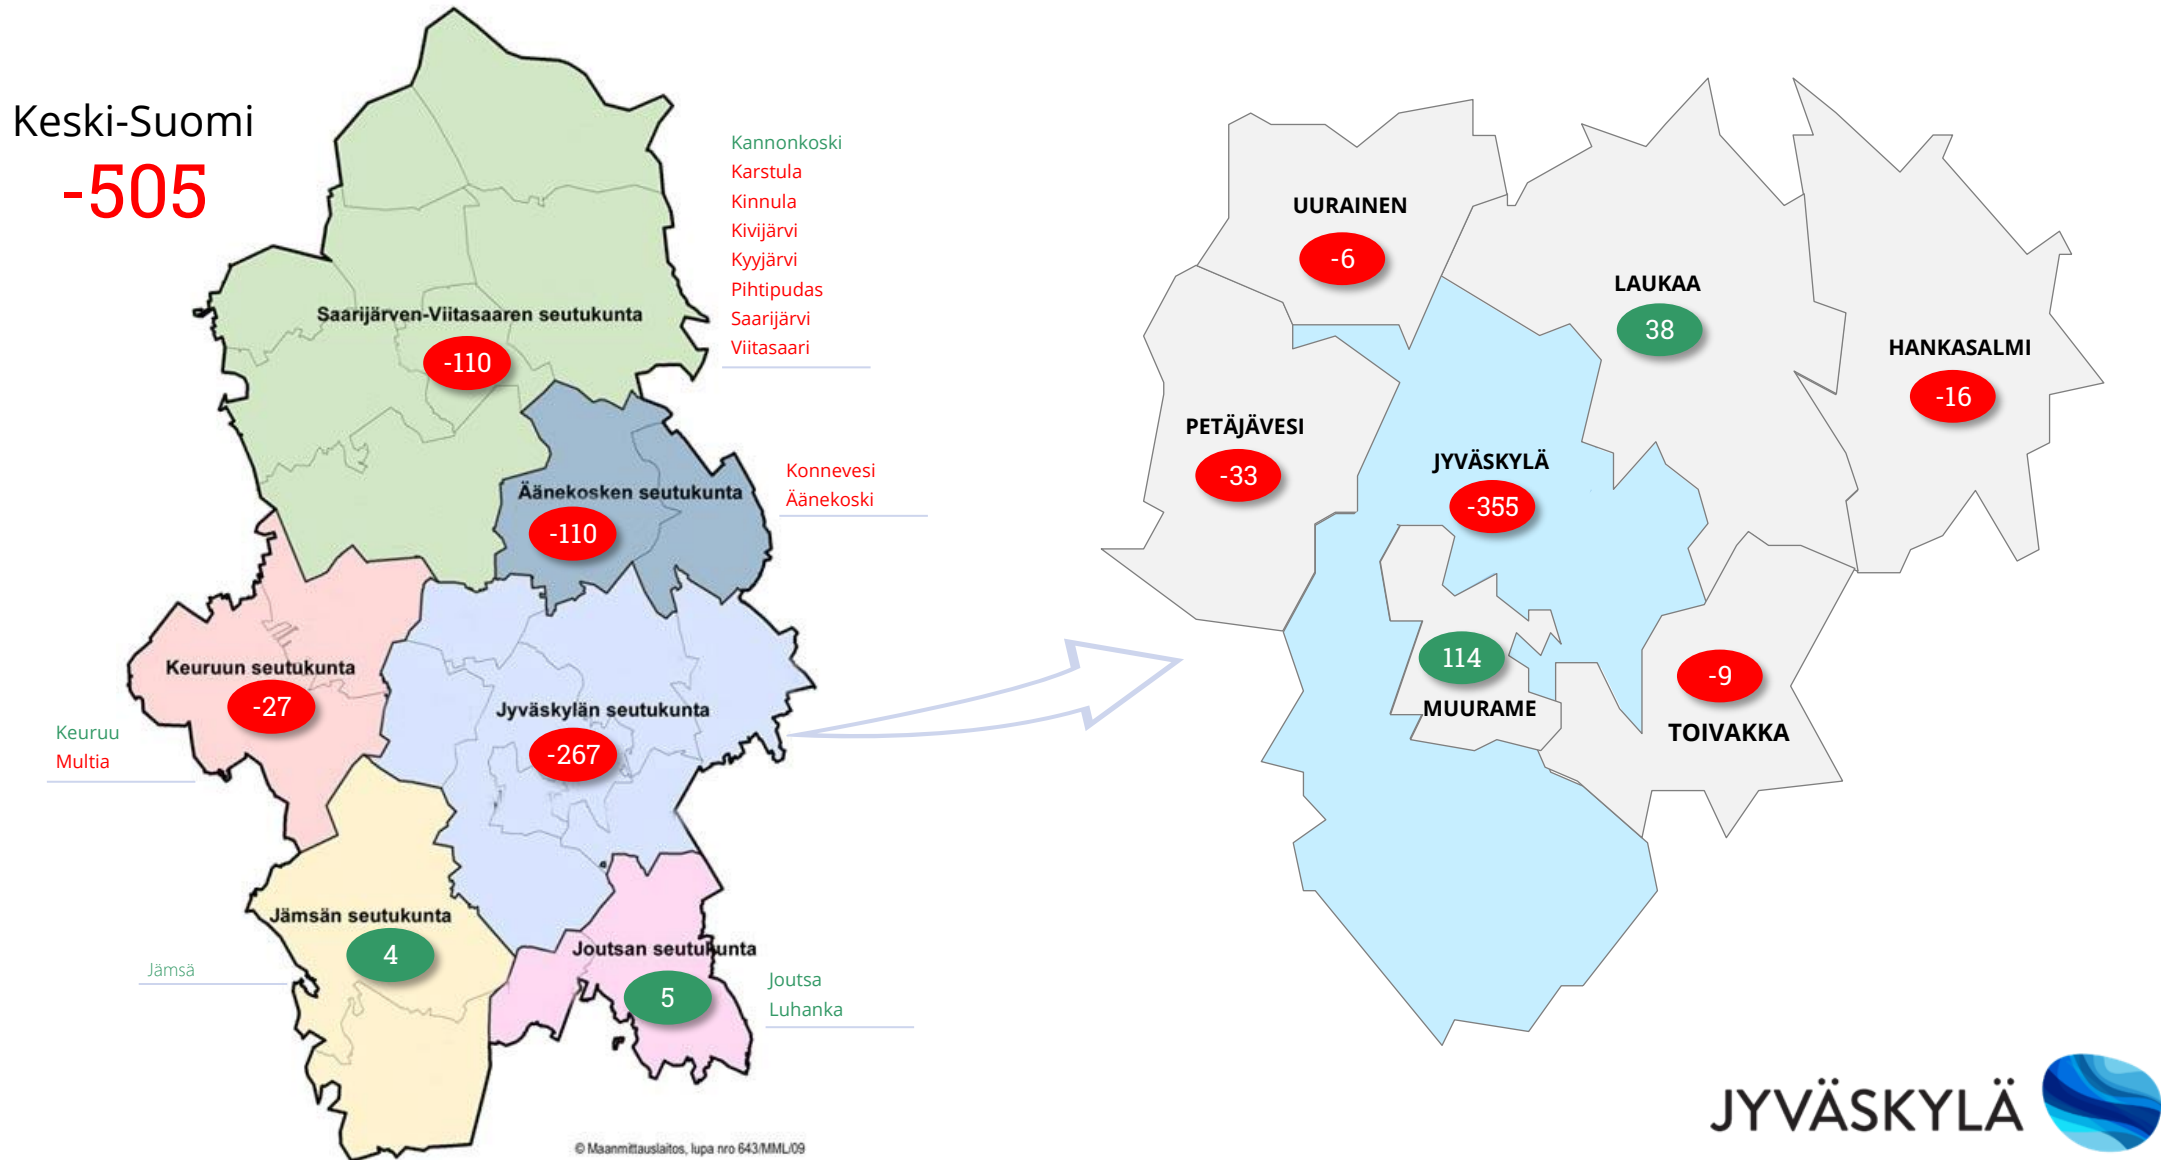 Keski-Suomi
-505
Kannonkoski
Karstula
Kinnula
Kivijärvi
Kyyjärvi
Pihtipudas
Saarijärvi
Viitasaari
Saarijärven-Viitasaaren seutukunta
-110
Konnevesi
Äänekoski
Äänekosken seutukunta
-110
Keuruun seutukunta
-27
Keuruu
Multia
Jyväskylän seutukunta
-267
Jämsän seutukunta
4
Jämsä
Joutsan seutukunta
5
Joutsa
Luhanka
© Maanmittauslaitos, lupa nro 643/MML/09
UURAINEN
-6
LAUKAA
38
HANKASALMI
-16
PETÄJÄVESI
-33
JYVÄSKYLÄ
-355
114
MUURAME
-9
TOIVAKKA
JYVÄSKYLÄ